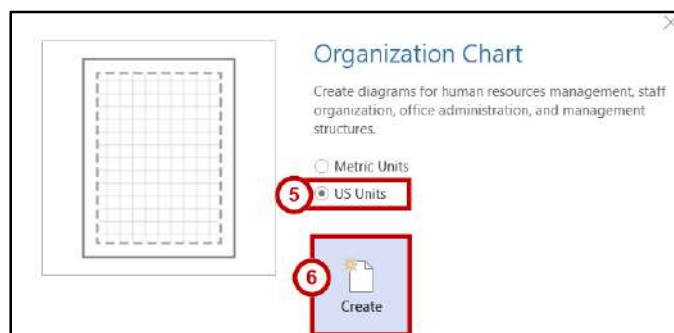 Organization Chart
Create diagrams for human resources management, staff
organization, office administration, and management
structures.
Metric Units
5 US Units
6
Create